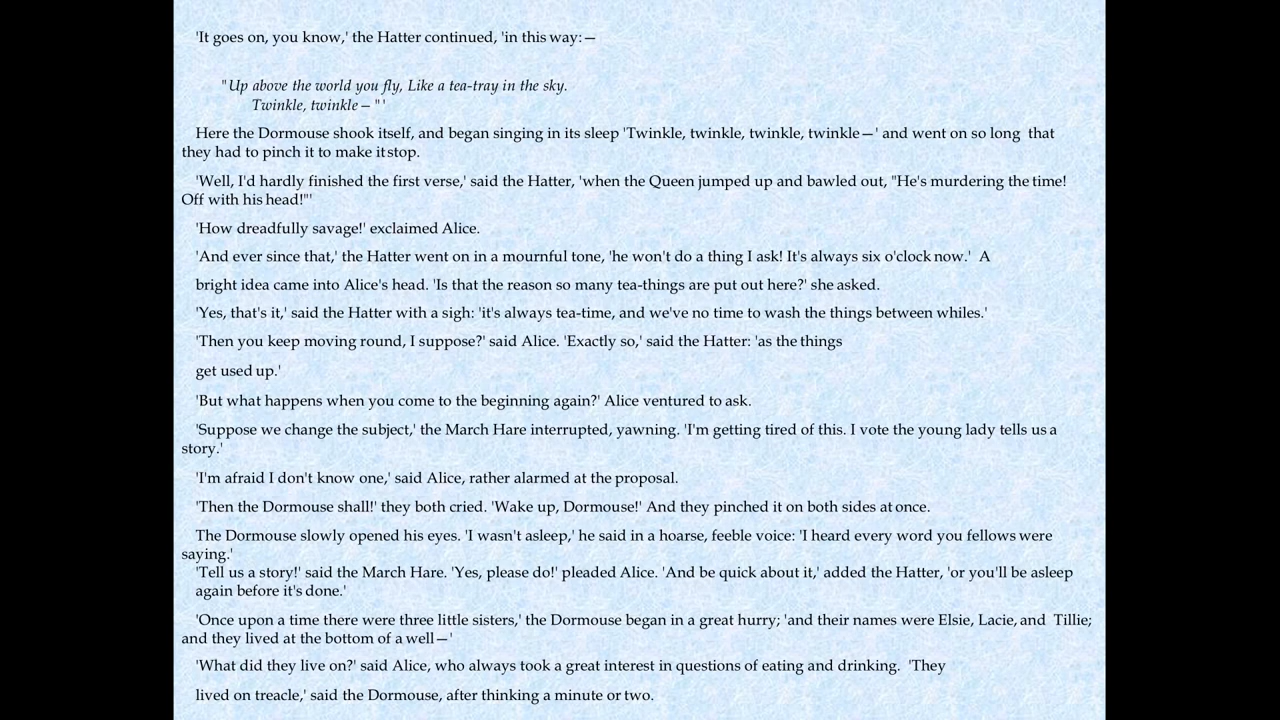 'It goes on, you know,' the Hatter continued, 'in this way:—
"Up above the world you fly, Like a tea-tray in the sky.
Twinkle, twinkle—"'
Here the Dormouse shook itself, and began singing in its sleep 'Twinkle, twinkle, twinkle, twinkle—' and went on so long that
they had to pinch it to make it stop.
'Well, I'd hardly finished the first verse,' said the Hatter, 'when the Queen jumped up and bawled out, "He's murdering the time!
Off with his head!"'
'How dreadfully savage!' exclaimed Alice.
'And ever since that,' the Hatter went on in a mournful tone, 'he won't do a thing I ask! It's always six o'clock now.' A
bright idea came into Alice's head. 'Is that the reason so many tea-things are put out here?' she asked.
'Yes, that's it,' said the Hatter with a sigh: 'it's always tea-time, and we've no time to wash the things between whiles.'
'Then you keep moving round, I suppose?' said Alice. 'Exactly so,' said the Hatter: 'as the things
get used up.'
'But what happens when you come to the beginning again?' Alice ventured to ask.
'Suppose we change the subject,' the March Hare interrupted, yawning. 'I'm getting tired of this. I vote the young lady tells us a
story.'
'I'm afraid I don't know one,' said Alice, rather alarmed at the proposal.
'Then the Dormouse shall!' they both cried. 'Wake up, Dormouse!' And they pinched it on both sides at once.
The Dormouse slowly opened his eyes. 'I wasn't asleep,' he said in a hoarse, feeble voice: 'I heard every word you fellows were
saying.'
'Tell us a story!' said the March Hare. 'Yes, please do!' pleaded Alice. 'And be quick about it,' added the Hatter, 'or you'll be asleep
again before it's done.'
'Once upon a time there were three little sisters,' the Dormouse began in a great hurry; 'and their names were Elsie, Lacie, and Tillie;
and they lived at the bottom of a well—'
'What did they live on?' said Alice, who always took a great interest in questions of eating and drinking. 'They
lived on treacle,' said the Dormouse, after thinking a minute or two.